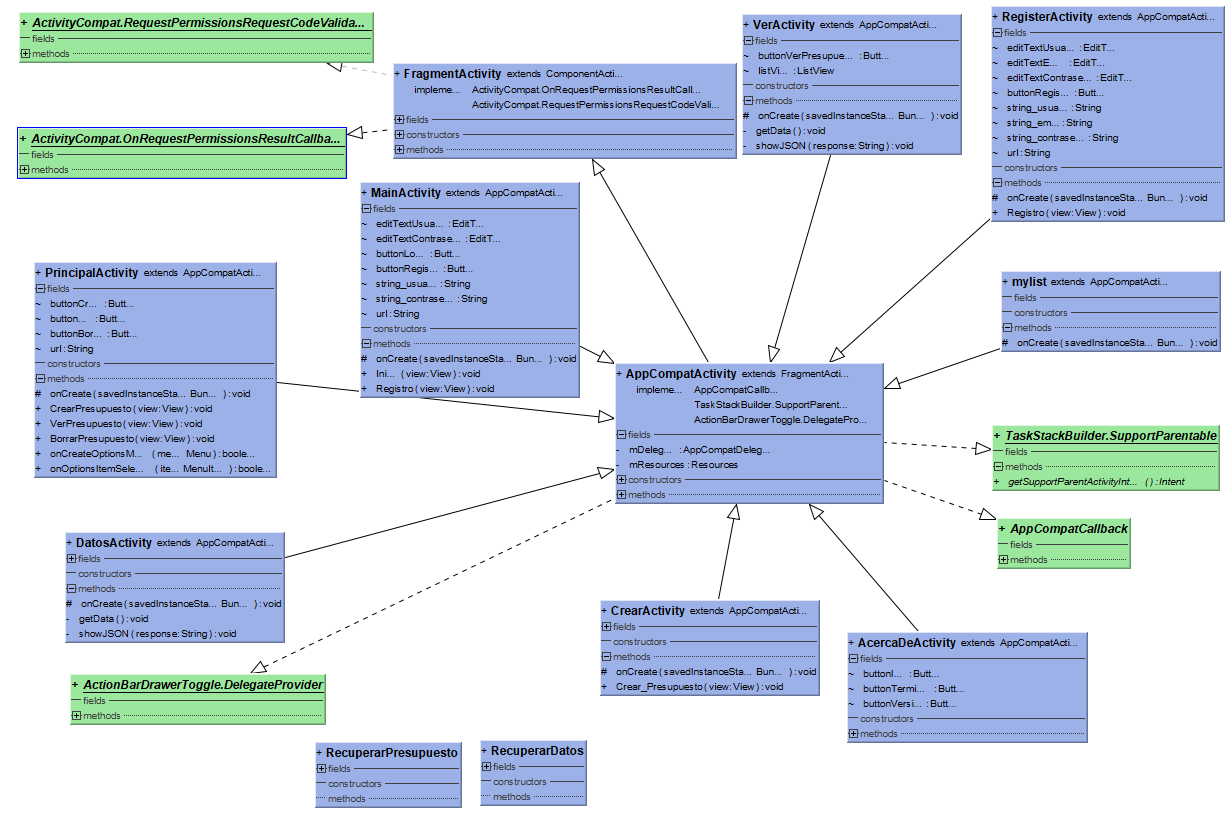 + ActivityCompat.RequestPermissionsRequestCodeValida...
fields
methods
+ ActivityCompat.OnRequestPermissionsResultCallba...
fields
methods
+ FragmentActivity extends ComponentActi...
impleme... ActivityCompat.OnRequestPermissionsResultCall...
ActivityCompat.RequestPermissionsRequestCodeVali...
fields
constructors
methods
+ VerActivity extends AppCompatActi...
fields
~ buttonVerPresupue... : Butt...
~ listVi... : ListView
constructors
methods
# onCreate ( savedInstanceSta... Bun... ) : void
- getData ( ) : void
- showJSON ( response: String ) : void
+ RegisterActivity extends AppCompatActi...
fields
~ editTextUsua... : EditT...
~ editTextE... : EditT...
~ editTextContrase... : EditT...
~ buttonRegis... : Butt...
~ string_usua... : String
~ string_em... : String
~ string_contrase... : String
~ url : String
constructors
methods
# onCreate ( savedInstanceSta... Bun... ) : void
+ Registro ( view: View ) : void
+ MainActivity extends AppCompatActi...
fields
~ editTextUsua... : EditT...
~ editTextContrase... : EditT...
~ buttonLo... : Butt...
~ buttonRegis... : Butt...
~ string_usua... : String
~ string_contrase... : String
~ url : String
constructors
methods
# onCreate ( savedInstanceSta... Bun... ) : void
+ Ini... ( view: View ) : void
+ Registro ( view: View ) : void
+ PrincipalActivity extends AppCompatActi...
fields
~ buttonCr... : Butt...
~ button... : Butt...
~ buttonBor... : Butt...
~ url : String
constructors
methods
# onCreate ( savedInstanceSta... Bun... ) : void
+ CrearPresupuesto ( view: View ) : void
+ VerPresupuesto ( view: View ) : void
+ BorrarPresupuesto ( view: View ) : void
+ onCreateOptionsM... ( me... Menu ) : boole...
+ onOptionsItemSele... ( ite... MenuIt... ) : boole...
+ mylist extends AppCompatActi...
fields
constructors
methods
# onCreate ( savedInstanceSta... Bun... ) : void
+ AppCompatActivity extends FragmentActi...
impleme... AppCompatCallb...
TaskStackBuilder.SupportParent...
ActionBarDrawerToggle.DelegatePro...
fields
- mDeleg... : AppCompatDeleg...
- mResources : Resources
constructors
methods
+ TaskStackBuilder.SupportParentable
fields
methods
+ getSupportParentActivityInt... ( ) : Intent
+ AppCompatCallback
fields
methods
+ DatosActivity extends AppCompatActi...
fields
constructors
methods
# onCreate ( savedInstanceSta... Bun... ) : void
- getData ( ) : void
- showJSON ( response: String ) : void
+ CrearActivity extends AppCompatActi...
fields
constructors
methods
# onCreate ( savedInstanceSta... Bun... ) : void
+ Crear_Presupuesto ( view: View ) : void
+ AcercaDeActivity extends AppCompatActi...
fields
~ buttonI... : Butt...
~ buttonTermi... : Butt...
~ buttonVersi... : Butt...
constructors
methods
+ ActionBarDrawerToggle.DelegateProvider
fields
methods
+ RecuperarPresupuesto
fields
constructors
methods
+ RecuperarDatos
fields
constructors
methods